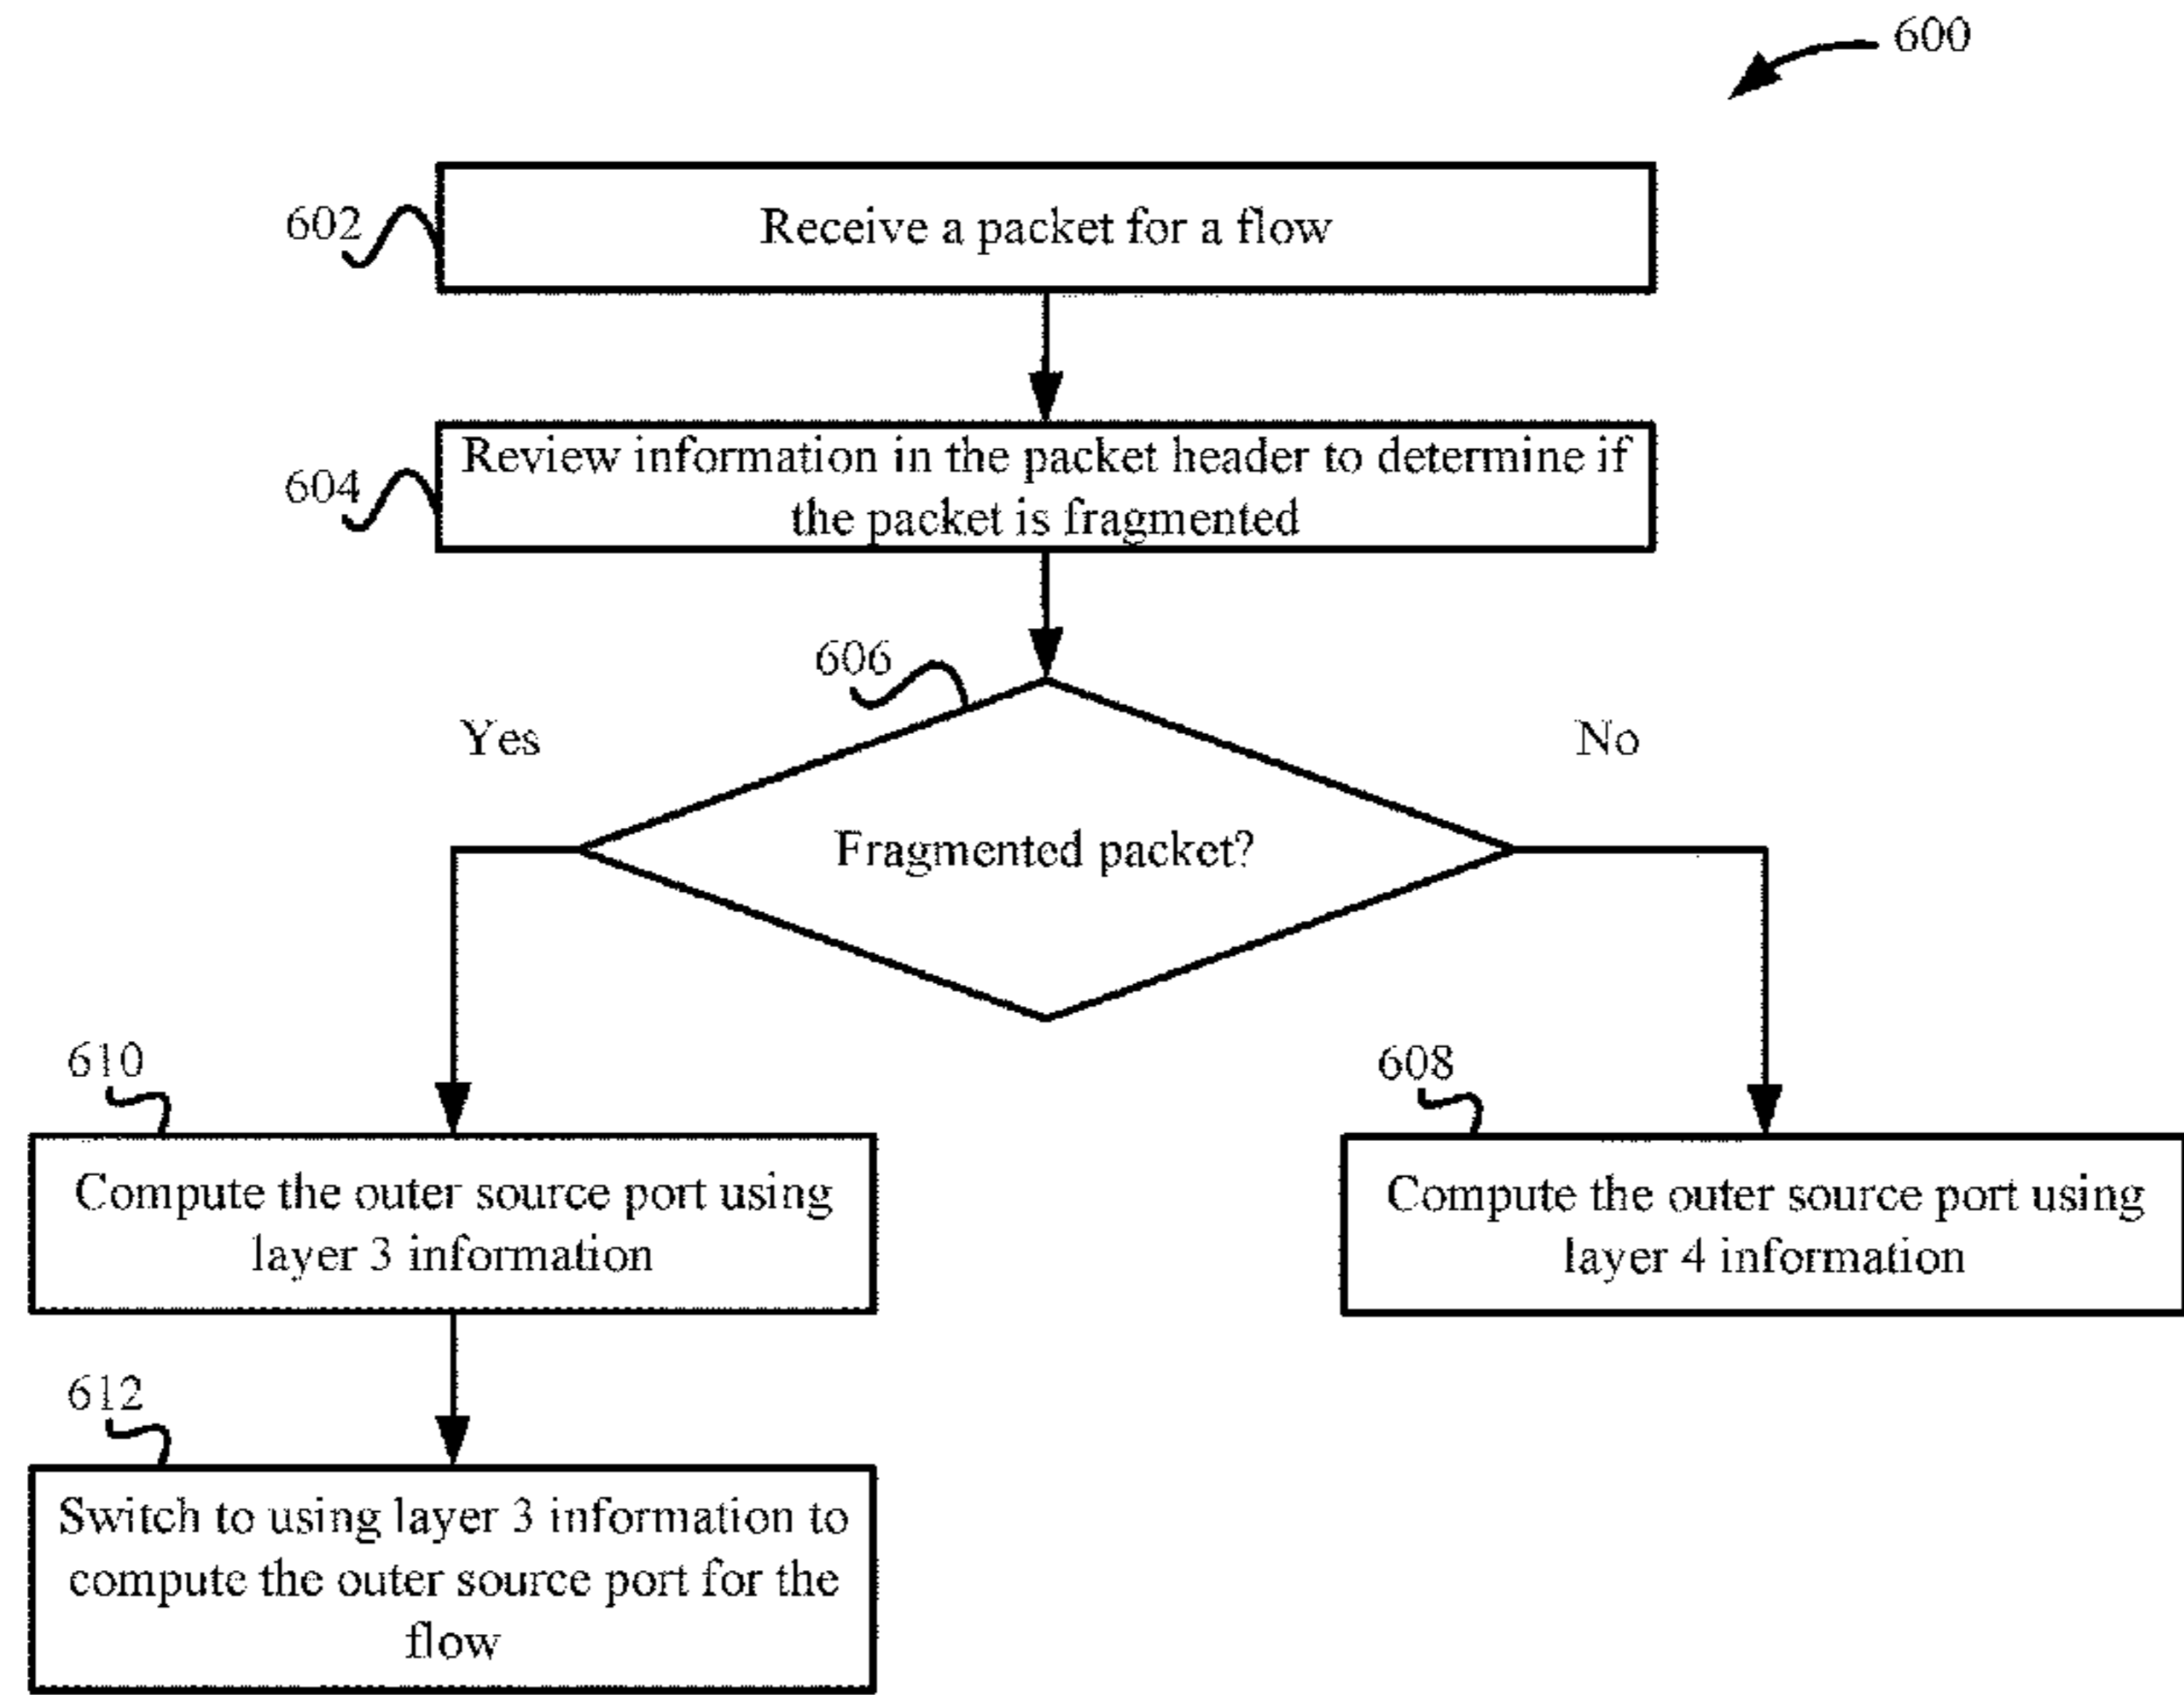 600
602
Receive a packet for a flow
604
Review information in the packet header to determine if
the packet is fragmented
606
Yes
No
Fragmented packet?
610
Compute the outer source port using
layer 3 information
608
Compute the outer source port using
layer 4 information
612
Switch to using layer 3 information to
compute the outer source port for the
flow